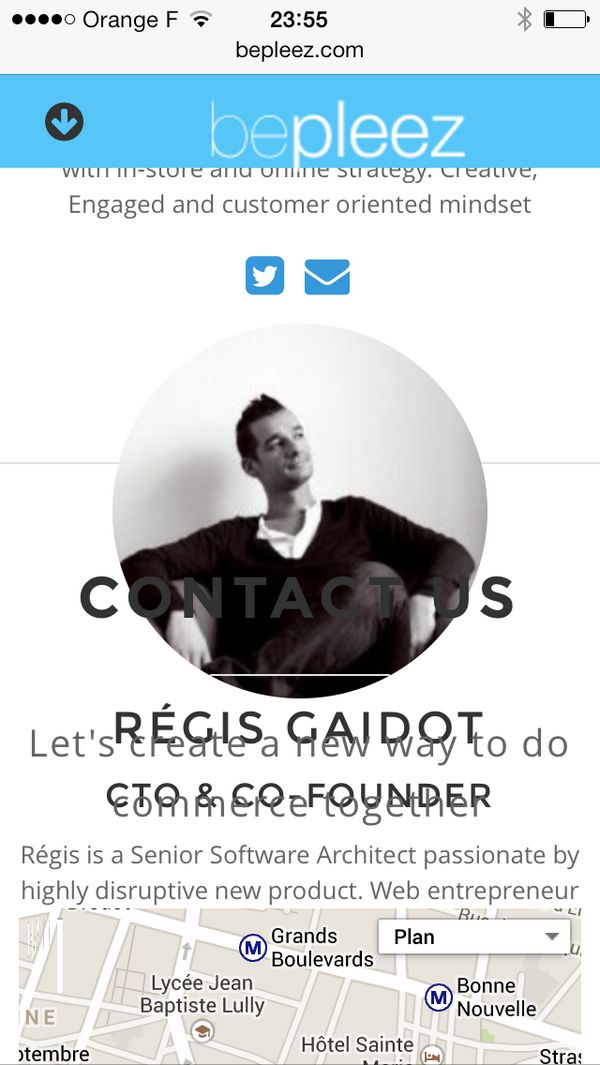 Orange F
23:55
bepleez.com
bepleez
with in-store and online strategy. Creative,
Engaged and customer oriented mindset
CONTACT US
RÉGIS GAIDOT
Let's create a new way to do
CTO & CO-FOUNDER
commerce together
Régis is a Senior Software Architect passionate by
highly disruptive new product. Web entrepreneur
Plan
Grands
Boulevards
Lycée Jean
Baptiste Lully
Bonne
Nouvelle
Hôtel Sainte